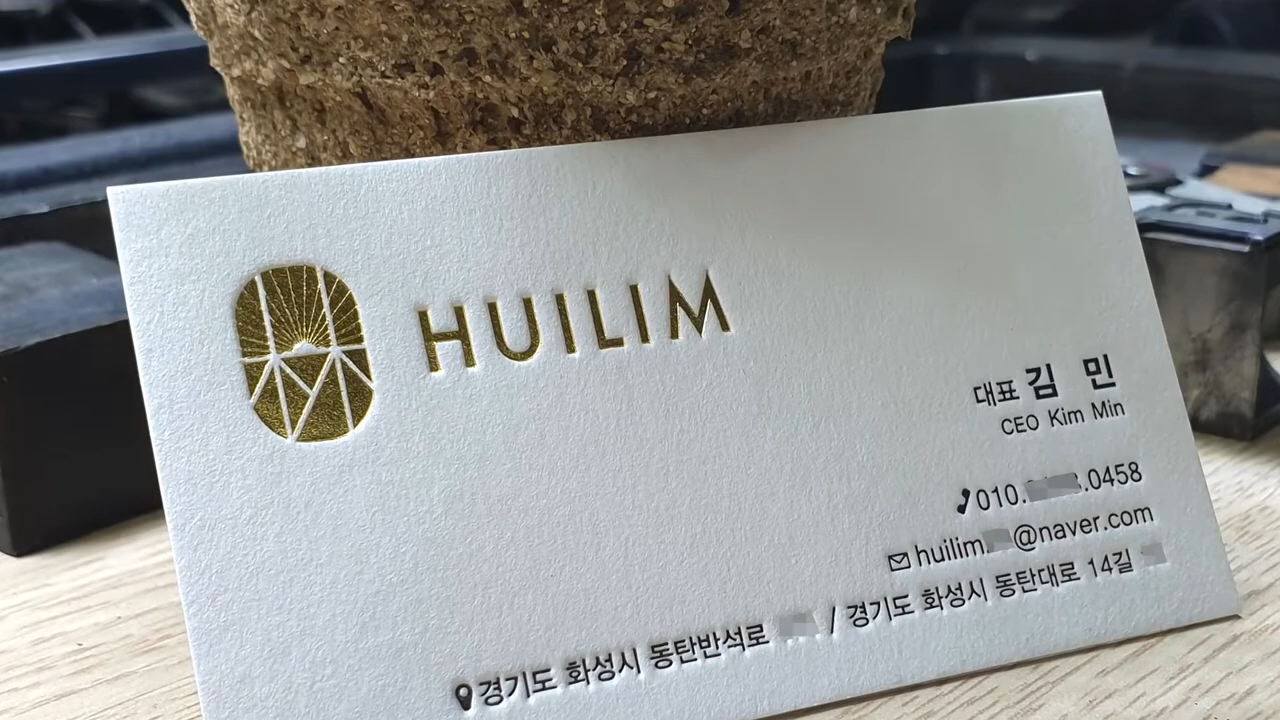 HUILIM
대표 김 민
CEO Kim Min
010. .0458
huilim @naver.com
경기도 화성시 동탄반석로 / 경기도 화성시 동탄대로 14길